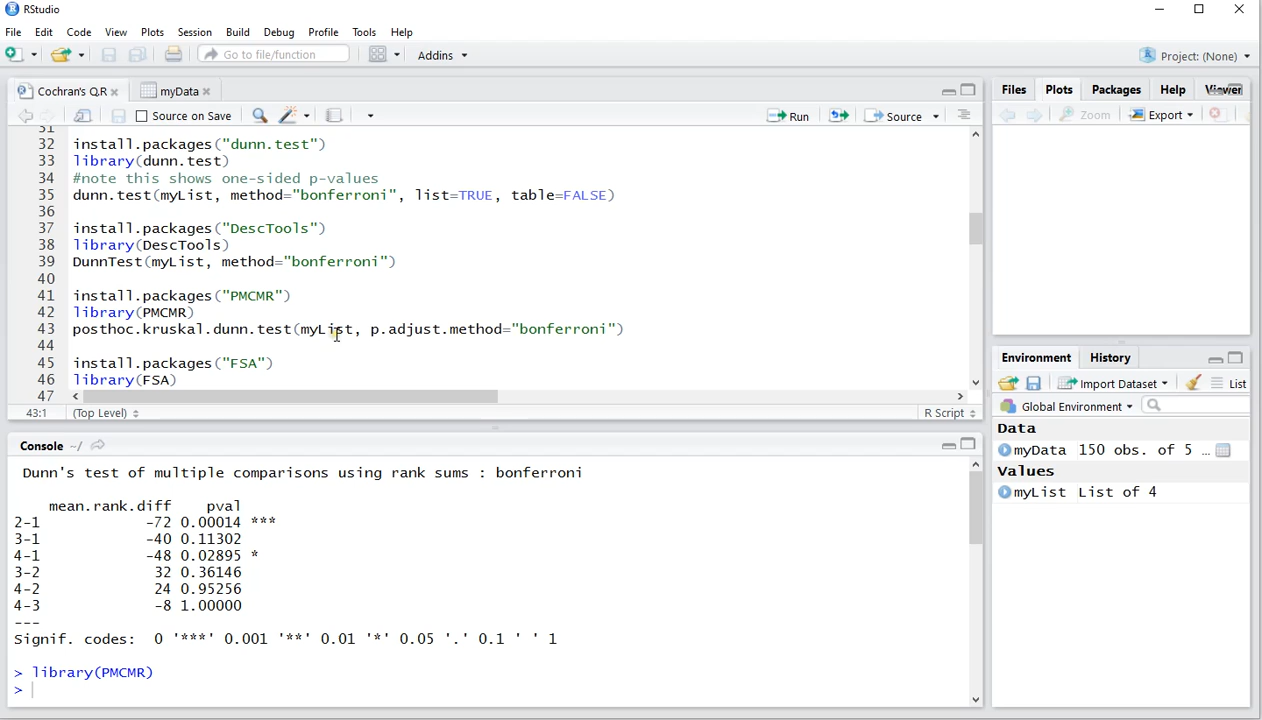 RStudio
File Edit Code View Plots Session Build Debug Profile Tools Help
Go to file/function Addins Project: (None)
Cochran's Q.R myData
Source on Save Run Source
31
32 install.packages("dunn.test")
33 library(dunn.test)
34 #note this shows one-sided p-values
35 dunn.test(myList, method="bonferroni", list=TRUE, table=FALSE)
36
37 install.packages("DescTools")
38 library(DescTools)
39 DunnTest(myList, method="bonferroni")
40
41 install.packages("PMCMR")
42 library(PMCMR)
43 posthoc.kruskal.dunn.test(myList, p.adjust.method="bonferroni")
44
45 install.packages("FSA")
46 library(FSA)
47
43:1 (Top Level) R Script
Console ~/
Dunn's test of multiple comparisons using rank sums : bonferroni
mean.rank.diff pval
2-1 -72 0.00014 ***
3-1 -40 0.11302
4-1 -48 0.02895 *
3-2 32 0.36146
4-2 24 0.95256
4-3 -8 1.00000
---
Signif. codes: 0 '***' 0.001 '**' 0.01 '*' 0.05 '.' 0.1 ' ' 1
> library(PMCMR)
>
Files Plots Packages Help Viewer
Zoom Export
Environment History
Import Dataset List
Global Environment
Data
myData 150 obs. of 5 ...
Values
myList List of 4